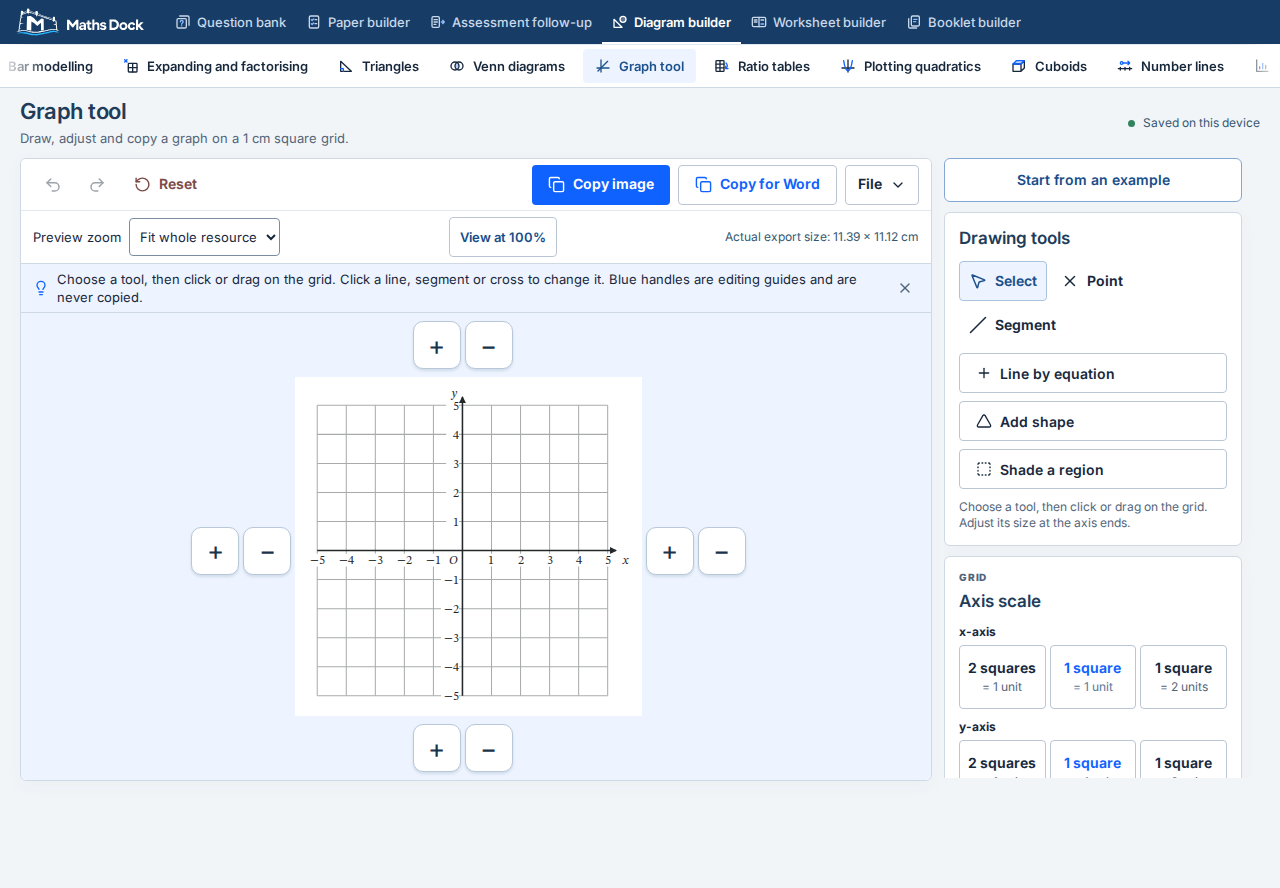 Maths Dock
Question bank
Paper builder
Assessment follow-up
Diagram builder
Worksheet builder
Booklet builder
Bar modelling
Expanding and factorising
Triangles
Venn diagrams
Graph tool
Ratio tables
Plotting quadratics
Cuboids
Number lines
Graph tool
Draw, adjust and copy a graph on a 1 cm square grid.
Saved on this device
Reset
Copy image
Copy for Word
File
Preview zoom
Fit whole resource
View at 100%
Actual export size: 11.39 × 11.12 cm
Choose a tool, then click or drag on the grid. Click a line, segment or cross to change it. Blue handles are editing guides and are
never copied.
+ −
y
5
4
3
2
1
+ −
−5 −4 −3 −2 −1 O 1 2 3 4 5 x
+ −
−1
−2
−3
−4
−5
+ −
Start from an example
Drawing tools
Select
Point
Segment
Line by equation
Add shape
Shade a region
Choose a tool, then click or drag on the grid.
Adjust its size at the axis ends.
GRID
Axis scale
x-axis
2 squares
= 1 unit
1 square
= 1 unit
1 square
= 2 units
y-axis
2 squares
1 square
1 square